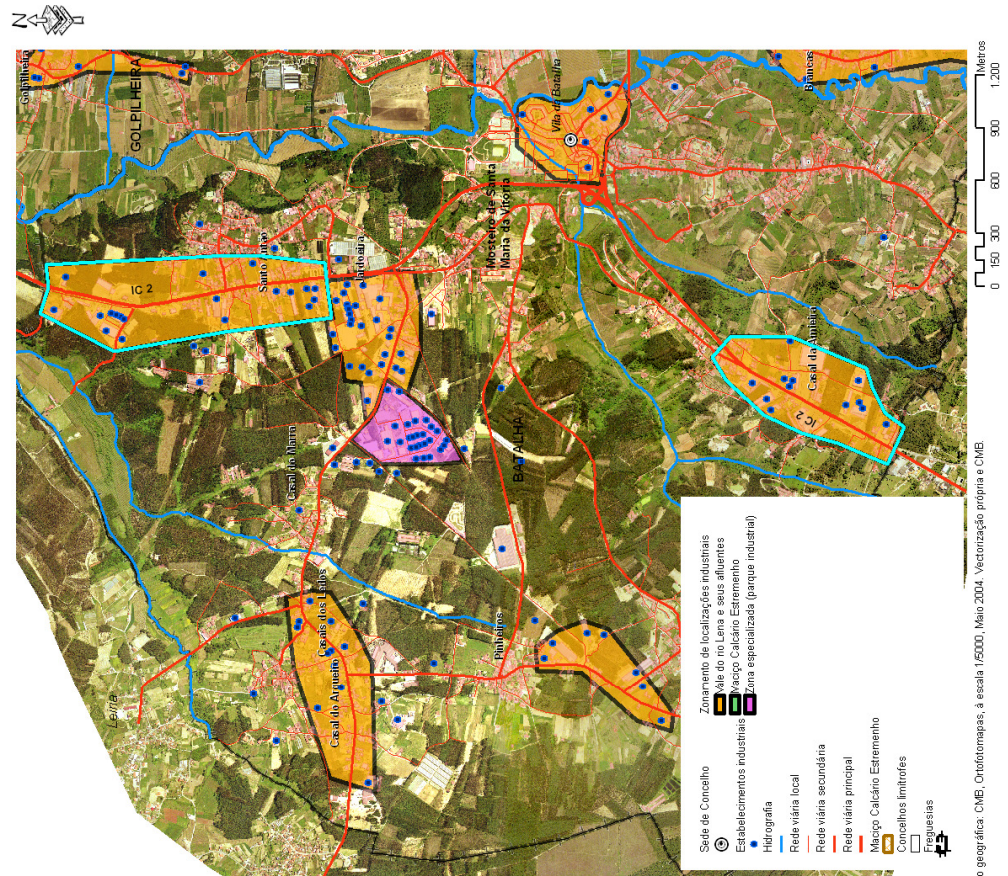 N
Golpilheira
GOLPILHEIRA
IC 2
Santo Antão
Jardoeira
Mosteiro de Santa
Maria da Vitória
Vila da Batalha
Brancas
Casal do Marra
BATALHA
Casal da Amieira
IC 2
Leiria
Casal do Arqueiro
Casais dos Ledos
Pinheiros
Sede de Concelho
Estabelecimentos industriais
Hidrografia
Rede viária local
Rede viária secundária
Rede viária principal
Maciço Calcário Estremenho
Concelhos limítrofes
Freguesias
Zonamento de localizações industriais
Vale do rio Lena e seus afluentes
Maciço Calcário Estremenho
Zona especializada (parque industrial)
0 150 300 600 900 1.200
Metros
o geográfica: CMB, Ortofotomapas, à escala 1/5000, Maio 2004. Vectorização própria e CMB.